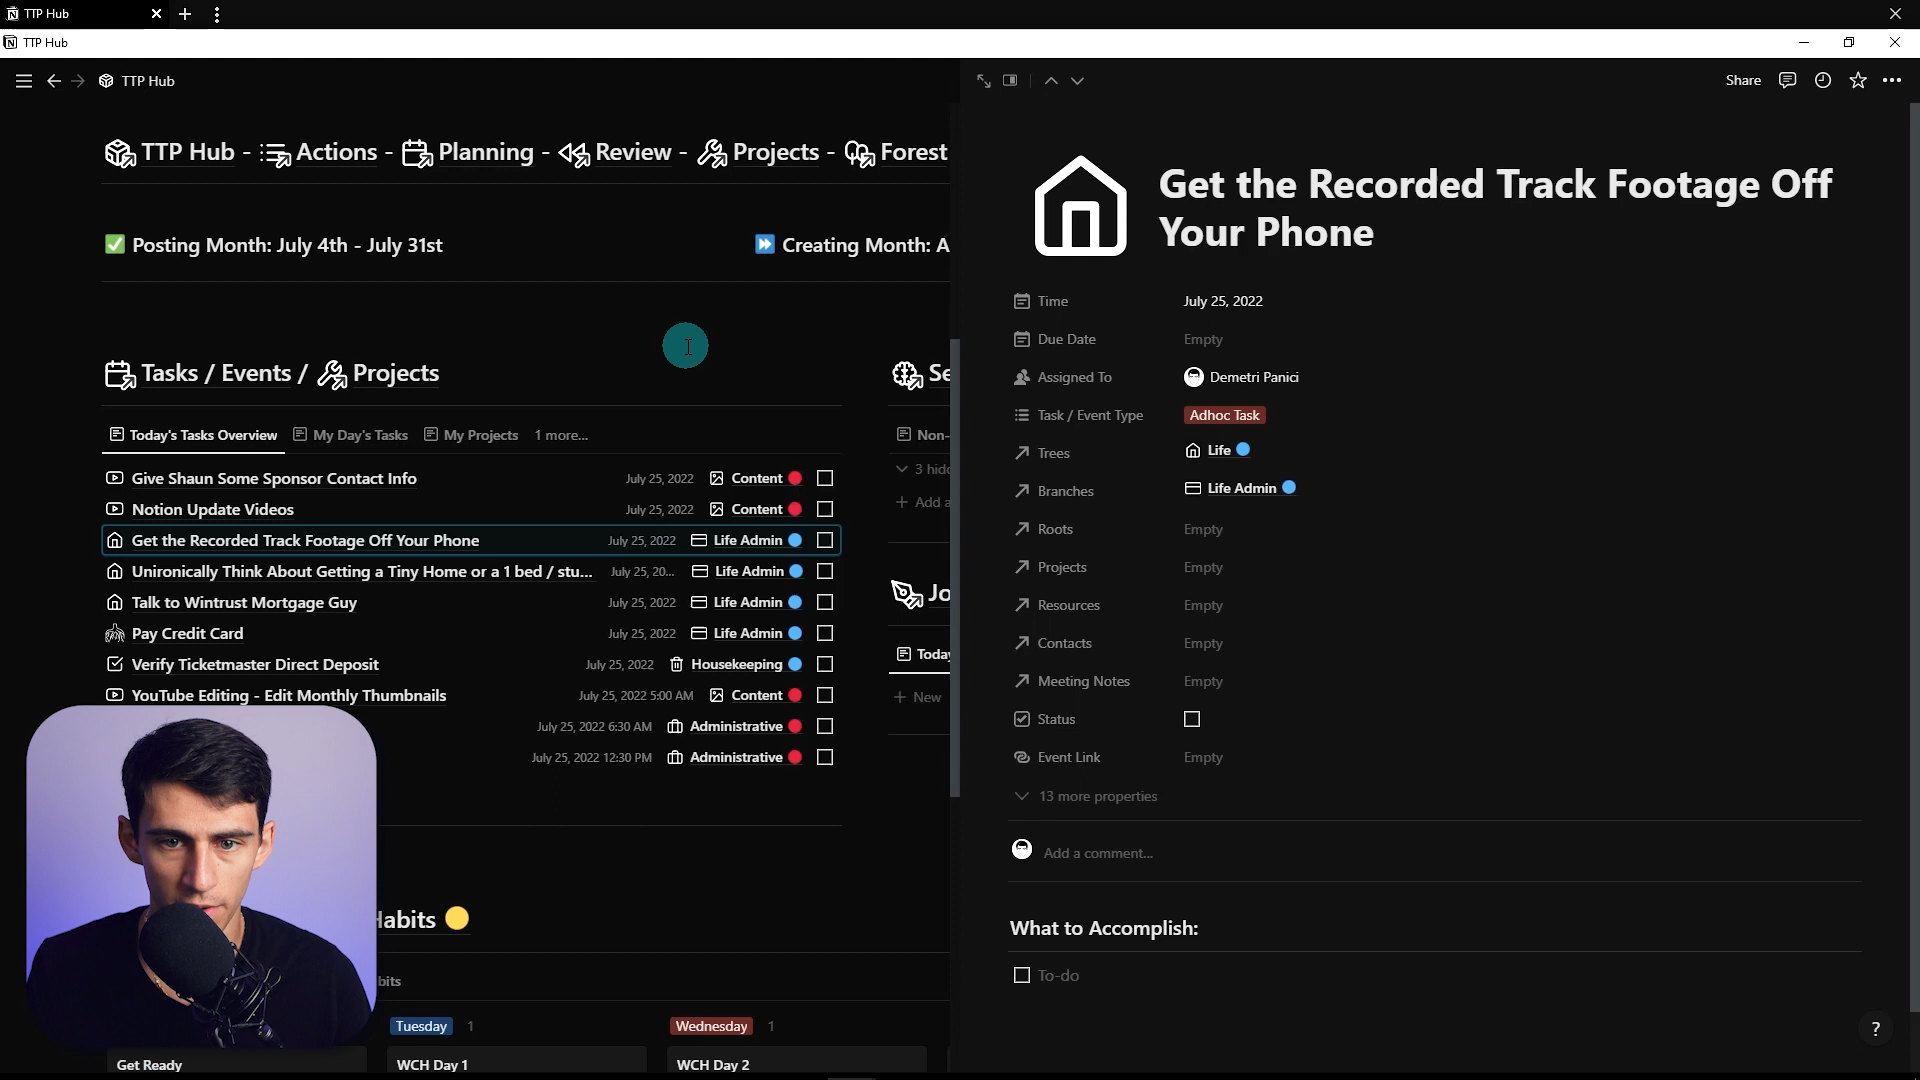 TTP Hub
TTP Hub
TTP Hub
TTP Hub - Actions - Planning - Review - Projects - Forest
Posting Month: July 4th - July 31st
Creating Month: A
Tasks / Events / Projects
Se
Today's Tasks Overview My Day's Tasks My Projects 1 more...
Non-
Give Shaun Some Sponsor Contact Info July 25, 2022 Content
3 hidd
Notion Update Videos July 25, 2022 Content
+ Add a
Get the Recorded Track Footage Off Your Phone July 25, 2022 Life Admin
Unironically Think About Getting a Tiny Home or a 1 bed / stu... July 25, 20... Life Admin
Talk to Wintrust Mortgage Guy July 25, 2022 Life Admin
Jo
Pay Credit Card July 25, 2022 Life Admin
Verify Ticketmaster Direct Deposit July 25, 2022 Housekeeping
Today
YouTube Editing - Edit Monthly Thumbnails July 25, 2022 5:00 AM Content
+ New
July 25, 2022 6:30 AM Administrative
July 25, 2022 12:30 PM Administrative
Habits
bits
Tuesday 1
Wednesday 1
Get Ready
WCH Day 1
WCH Day 2
Share
Get the Recorded Track Footage Off
Your Phone
Time July 25, 2022
Due Date Empty
Assigned To Demetri Panici
Task / Event Type Adhoc Task
Trees Life
Branches Life Admin
Roots Empty
Projects Empty
Resources Empty
Contacts Empty
Meeting Notes Empty
Status
Event Link Empty
13 more properties
Add a comment...
What to Accomplish:
To-do
?